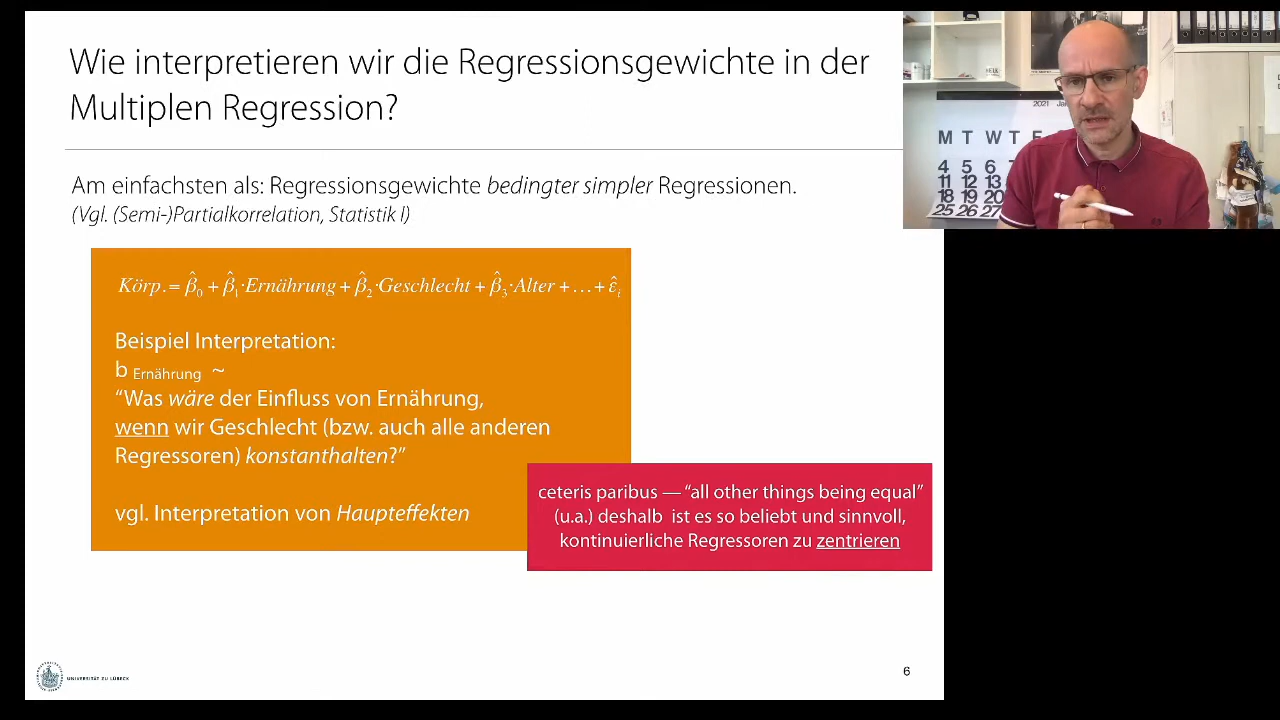 Wie interpretieren wir die Regressionsgewichte in der
Multiplen Regression?
Am einfachsten als: Regressionsgewichte bedingter simpler Regressionen.
(Vgl. (Semi-)Partialkorrelation, Statistik I)
Körp.= β̂₀ + β̂₁·Ernährung + β̂₂·Geschlecht + β̂₃·Alter + … + ε̂ᵢ
Beispiel Interpretation:
b Ernährung ~
“Was wäre der Einfluss von Ernährung,
wenn wir Geschlecht (bzw. auch alle anderen
Regressoren) konstanthalten?”
vgl. Interpretation von Haupteffekten
ceteris paribus — “all other things being equal”
(u.a.) deshalb ist es so beliebt und sinnvoll,
kontinuierliche Regressoren zu zentrieren
UNIVERSITÄT ZU LÜBECK
6
2021
M T W T F
4 5 6
11 12 13
18 19 20
25 26 27